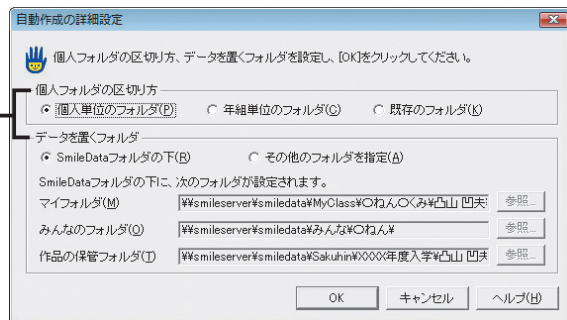 自動作成の詳細設定
個人フォルダの区切り方、データを置くフォルダを設定し、[OK]をクリックしてください。
個人フォルダの区切り方
個人単位のフォルダ(P) 年組単位のフォルダ(C) 既存のフォルダ(K)
データを置くフォルダ
SmileDataフォルダの下(R) その他のフォルダを指定(A)
SmileDataフォルダの下に、次のフォルダが設定されます。
マイフォルダ(M) ¥¥smileserver¥smiledata¥MyClass¥〇ねん〇くみ¥凸山 凹夫 参照...
みんなのフォルダ(O) ¥¥smileserver¥smiledata¥みんな¥〇ねん¥ 参照...
作品の保管フォルダ(T) ¥¥smileserver¥smiledata¥Sakuhin¥XXXX年度入学¥凸山 凹夫 参照...
OK キャンセル ヘルプ(H)